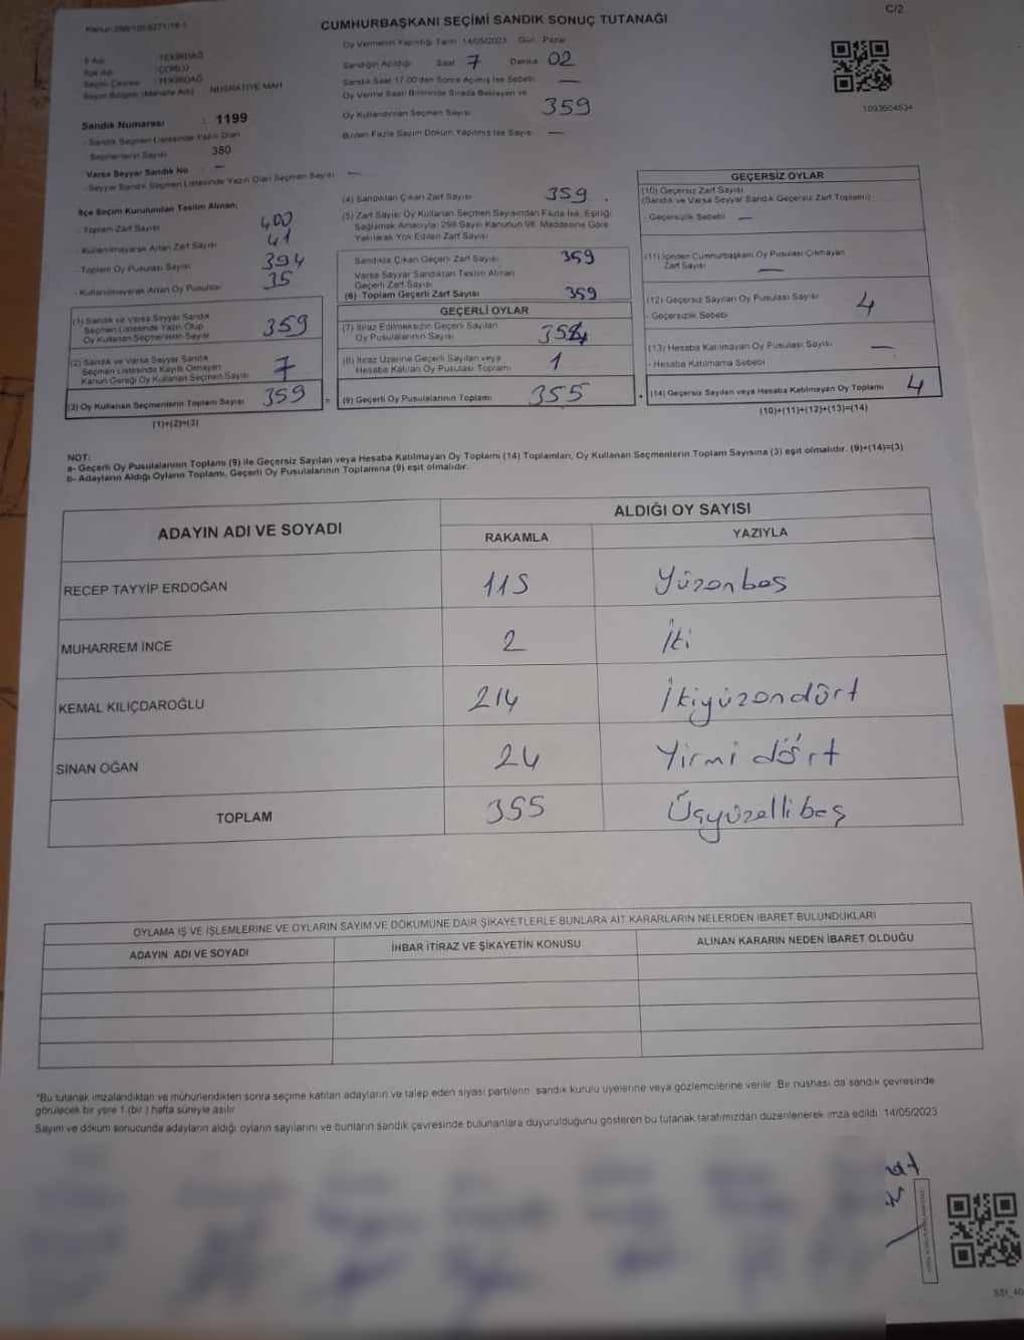 C/2
CUMHURBAŞKANI SEÇİMİ SANDIK SONUÇ TUTANAĞI
Oy Vermenin Yapıldığı Tarih 14/05/2023 Gün: Pazar
Sandığın Açıldığı Saat 7 Dakika 02
Sandık Saat 17.00'den Sonra Açılmış İse Sebebi —
Oy Verme Saati Bitiminde Sırada Bekleyen ve
Oy Kullandırılan Seçmen Sayısı 359
Birden Fazla Sayım Döküm Yapılmış İse Sayısı —
İl Adı TEKİRDAĞ
İlçe Adı ÇORLU
Seçim Çevresi TEKİRDAĞ
Seçim Bölgesi (Mahalle Adı) NUSRATİYE MAH
Sandık Numarası : 1199
Sandık Seçmen Listesinde Yazılı Olan
Seçmenlerin Sayısı 380
Varsa Seyyar Sandık No —
Seyyar Sandık Seçmen Listesinde Yazılı Olan Seçmen Sayısı —
İlçe Seçim Kurulundan Teslim Alınan;
- Toplam Zarf Sayısı 400
- Kullanılmayarak Artan Zarf Sayısı 41
- Toplam Oy Pusulası Sayısı 394
- Kullanılmayarak Artan Oy Pusulası 35
(1) Sandık ve Varsa Seyyar Sandık
Seçmen Listesinde Yazılı Olup
Oy Kullanan Seçmenlerin Sayısı 359
(2) Sandık ve Varsa Seyyar Sandık
Seçmen Listesinde Kayıtlı Olmayan
Kanun Gereği Oy Kullanan Seçmen Sayısı 7
(3) Oy Kullanan Seçmenlerin Toplam Sayısı 359
(1)+(2)=(3)
(4) Sandıktan Çıkan Zarf Sayısı 359
(5) Zarf Sayısı Oy Kullanan Seçmen Sayısından Fazla İse, Eşitliği
Sağlamak Amacıyla 298 Sayılı Kanunun 98. Maddesine Göre
Yakılarak Yok Edilen Zarf Sayısı
Sandıkta Çıkan Geçerli Zarf Sayısı 359
Varsa Seyyar Sandıktan Teslim Alınan
Geçerli Zarf Sayısı
(6) Toplam Geçerli Zarf Sayısı 359
GEÇERLİ OYLAR
(7) İtiraz Edilmeksizin Geçerli Sayılan
Oy Pusulalarının Sayısı 354
(8) İtiraz Üzerine Geçerli Sayılan veya
Hesaba Katılan Oy Pusulası Toplamı 1
(9) Geçerli Oy Pusulalarının Toplamı 355
GEÇERSİZ OYLAR
(10) Geçersiz Zarf Sayısı
(Sandık ve Varsa Seyyar Sandık Geçersiz Zarf Toplamı)
- Geçersizlik Sebebi —
(11) İçinden Cumhurbaşkanı Oy Pusulası Çıkmayan
Zarf Sayısı —
(12) Geçersiz Sayılan Oy Pusulası Sayısı 4
- Geçersizlik Sebebi
(13) Hesaba Katılmayan Oy Pusulası Sayısı —
- Hesaba Katılmama Sebebi
(14) Geçersiz Sayılan veya Hesaba Katılmayan Oy Toplamı 4
(10)+(11)+(12)+(13)=(14)
NOT:
a- Geçerli Oy Pusulalarının Toplamı (9) ile Geçersiz Sayılan veya Hesaba Katılmayan Oy Toplamı (14) Toplamları, Oy Kullanan Seçmenlerin Toplam Sayısına (3) eşit olmalıdır. (9)+(14)=(3)
b- Adayların Aldığı Oyların Toplamı, Geçerli Oy Pusulalarının Toplamına (9) eşit olmalıdır.
ADAYIN ADI VE SOYADI ALDIĞI OY SAYISI
RAKAMLA YAZIYLA
RECEP TAYYİP ERDOĞAN 115 Yüzonbeş
MUHARREM İNCE 2 İki
KEMAL KILIÇDAROĞLU 214 İkiyüzondört
SİNAN OĞAN 24 Yirmi dört
TOPLAM 355 Üçyüzelli beş
OYLAMA İŞ VE İŞLEMLERİNE VE OYLARIN SAYIM VE DÖKÜMÜNE DAİR ŞİKAYETLERLE BUNLARA AİT KARARLARIN NELERDEN İBARET BULUNDUKLARI
ADAYIN ADI VE SOYADI İHBAR İTİRAZ VE ŞİKAYETİN KONUSU ALINAN KARARIN NEDEN İBARET OLDUĞU
*Bu tutanak imzalandıktan ve mühürlendikten sonra seçime katılan adayların ve talep eden siyasi partilerin sandık kurulu üyelerine veya gözlemcilerine verilir. Bir nüshası da sandık çevresinde
görülecek bir yere 1 (bir ) hafta süreyle asılır.
Sayım ve döküm sonucunda adayların aldığı oyların sayılarını ve bunların sandık çevresinde bulunanlara duyurulduğunu gösteren bu tutanak tarafımızdan düzenlenerek imza edildi. 14/05/2023